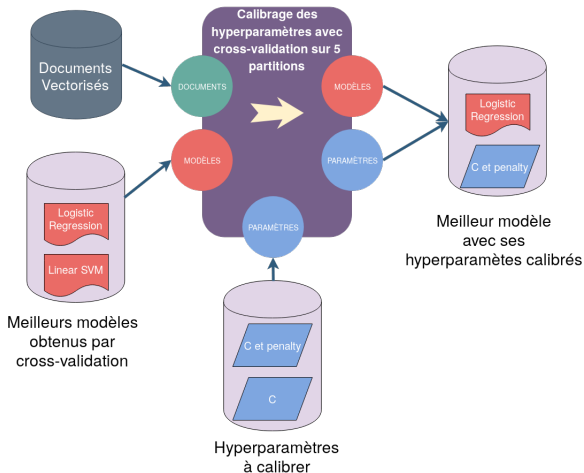 Calibrage des
hyperparamètres avec
cross-validation sur 5
partitions
Documents
Vectorisés
DOCUMENTS
MODÈLES
MODÈLES
PARAMÈTRES
PARAMÈTRES
Logistic
Regression
Linear SVM
Meilleurs modèles
obtenus par
cross-validation
C et penalty
C
Hyperparamètres
à calibrer
Logistic
Regression
C et penalty
Meilleur modèle
avec ses
hyperparamètes calibrés